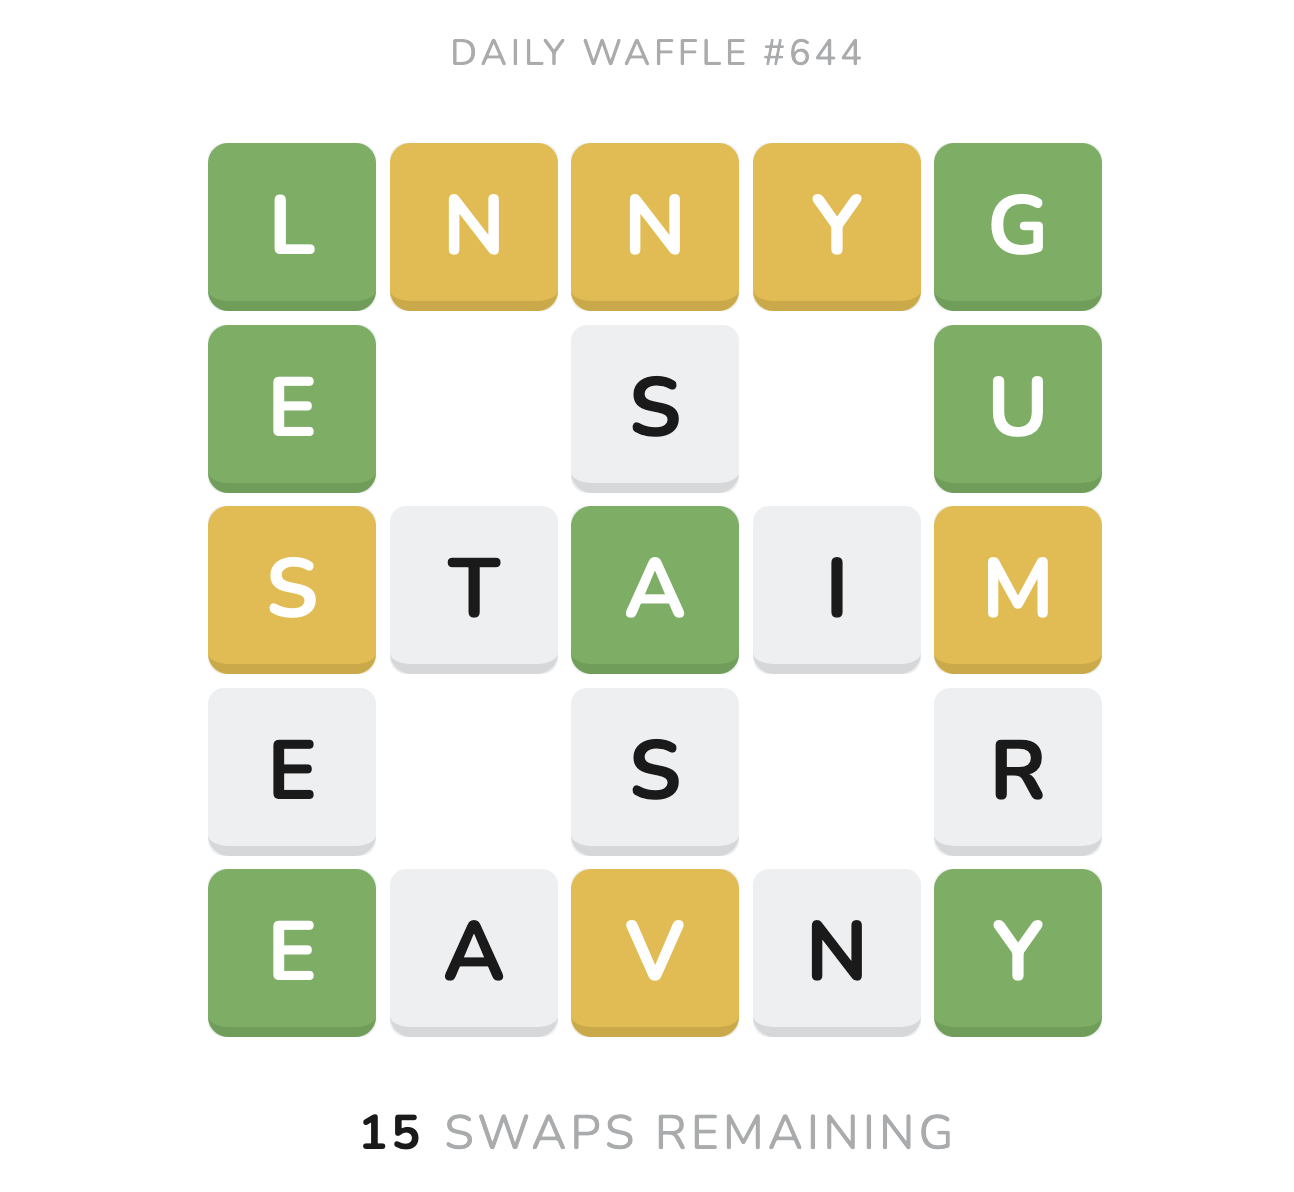 DAILY WAFFLE #644
L N N Y G
E S U
S T A I M
E S R
E A V N Y
15 SWAPS REMAINING